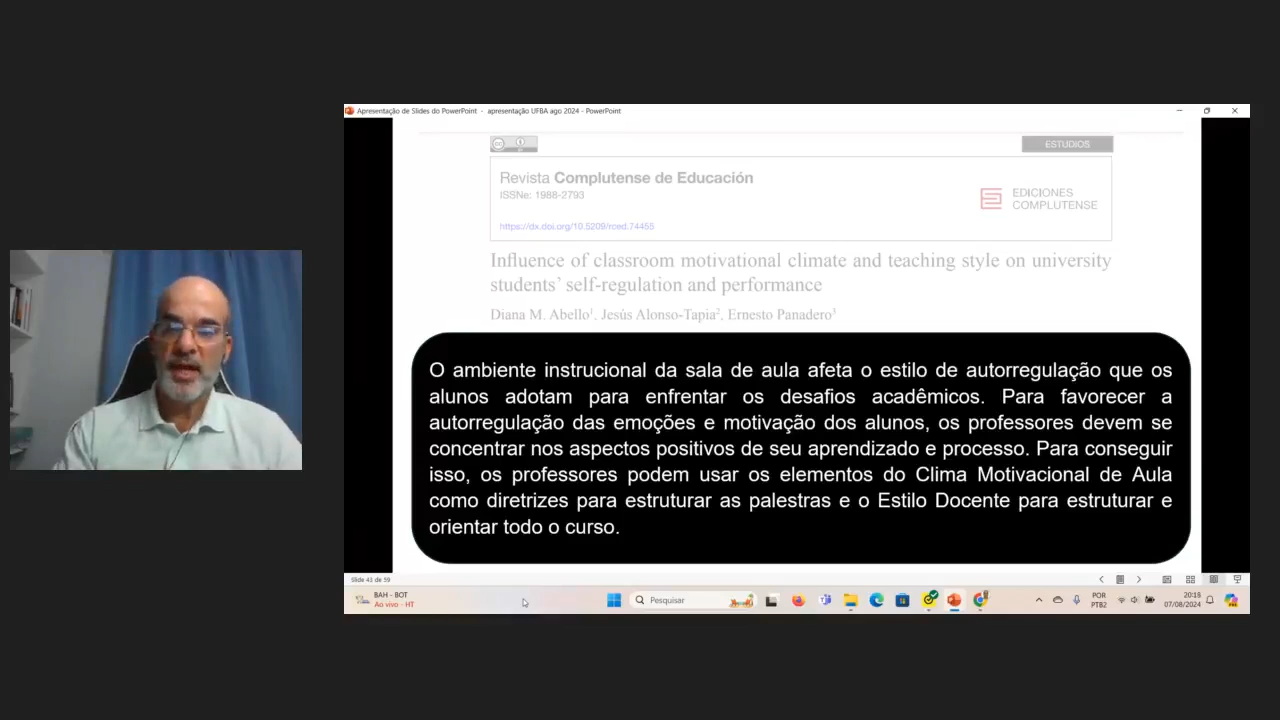 Apresentação de Slides do PowerPoint - apresentação UFBA ago 2024 - PowerPoint
ESTUDIOS
Revista Complutense de Educación
ISSNe: 1988-2793
EDICIONES
COMPLUTENSE
https://dx.doi.org/10.5209/rced.74455
Influence of classroom motivational climate and teaching style on university
students' self-regulation and performance
Diana M. Abello¹, Jesús Alonso-Tapia², Ernesto Panadero³
O ambiente instrucional da sala de aula afeta o estilo de autorregulação que os
alunos adotam para enfrentar os desafios acadêmicos. Para favorecer a
autorregulação das emoções e motivação dos alunos, os professores devem se
concentrar nos aspectos positivos de seu aprendizado e processo. Para conseguir
isso, os professores podem usar os elementos do Clima Motivacional de Aula
como diretrizes para estruturar as palestras e o Estilo Docente para estruturar e
orientar todo o curso.
Slide 43 de 59
BAH - BOT
Ao vivo - HT
Pesquisar
POR
PTB2
20:18
07/08/2024